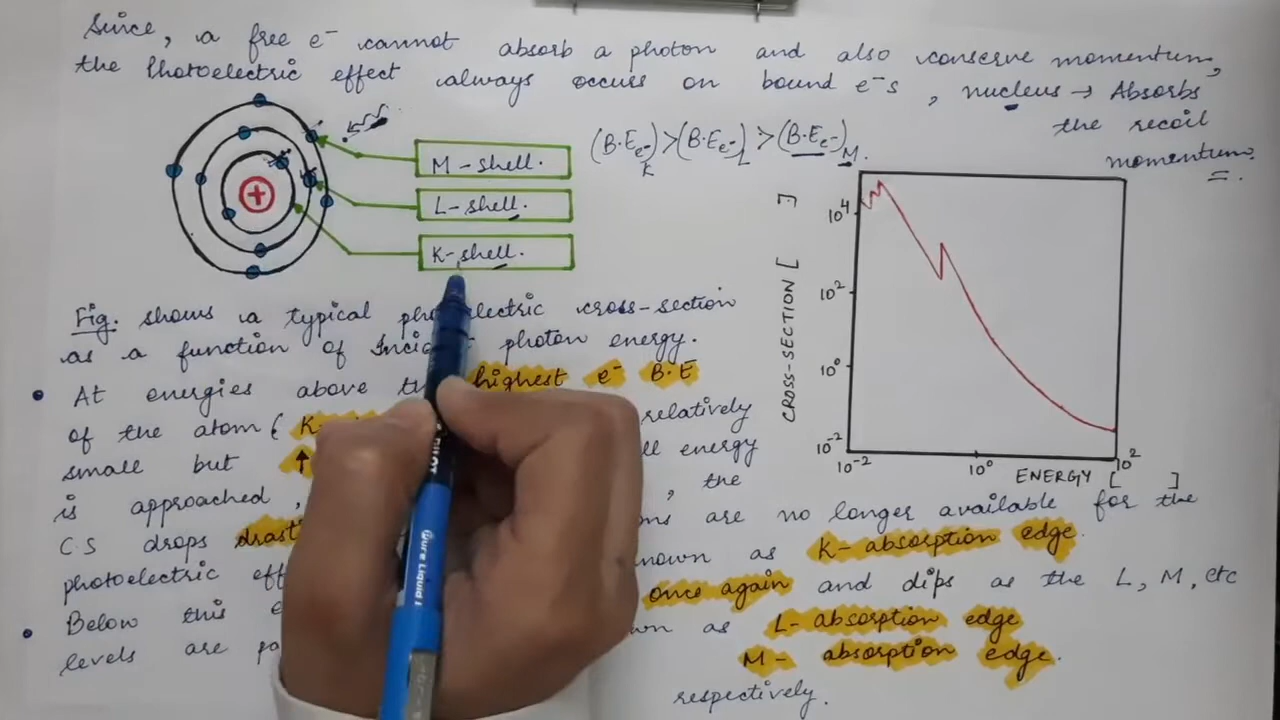 Since, a free e⁻ cannot absorb a photon and also conserve momentum,
the Photoelectric effect always occurs on bound e⁻s, nucleus → Absorbs
the recoil
momentum.
(B.E e⁻)K > (B.E e⁻)L > (B.E e⁻)M.
M-shell.
L-shell.
K-shell.
+
CROSS-SECTION [ ]
10⁴
10²
10⁰
10⁻²
10⁻² 10⁰ 10²
ENERGY [ ]
Fig. shows a typical photoelectric cross-section
as a function of photon energy.
• At energies above highest e⁻ B.E
of the atom ( K- relatively
small but ↑ energy
is approached, , the
C.S drops are no longer available for the
photoelectric known as K-absorption edge.
• Below this once again and dips as the L, M, etc
levels are as L-absorption edge
M- absorption edge.
respectively.
Pure Liquid